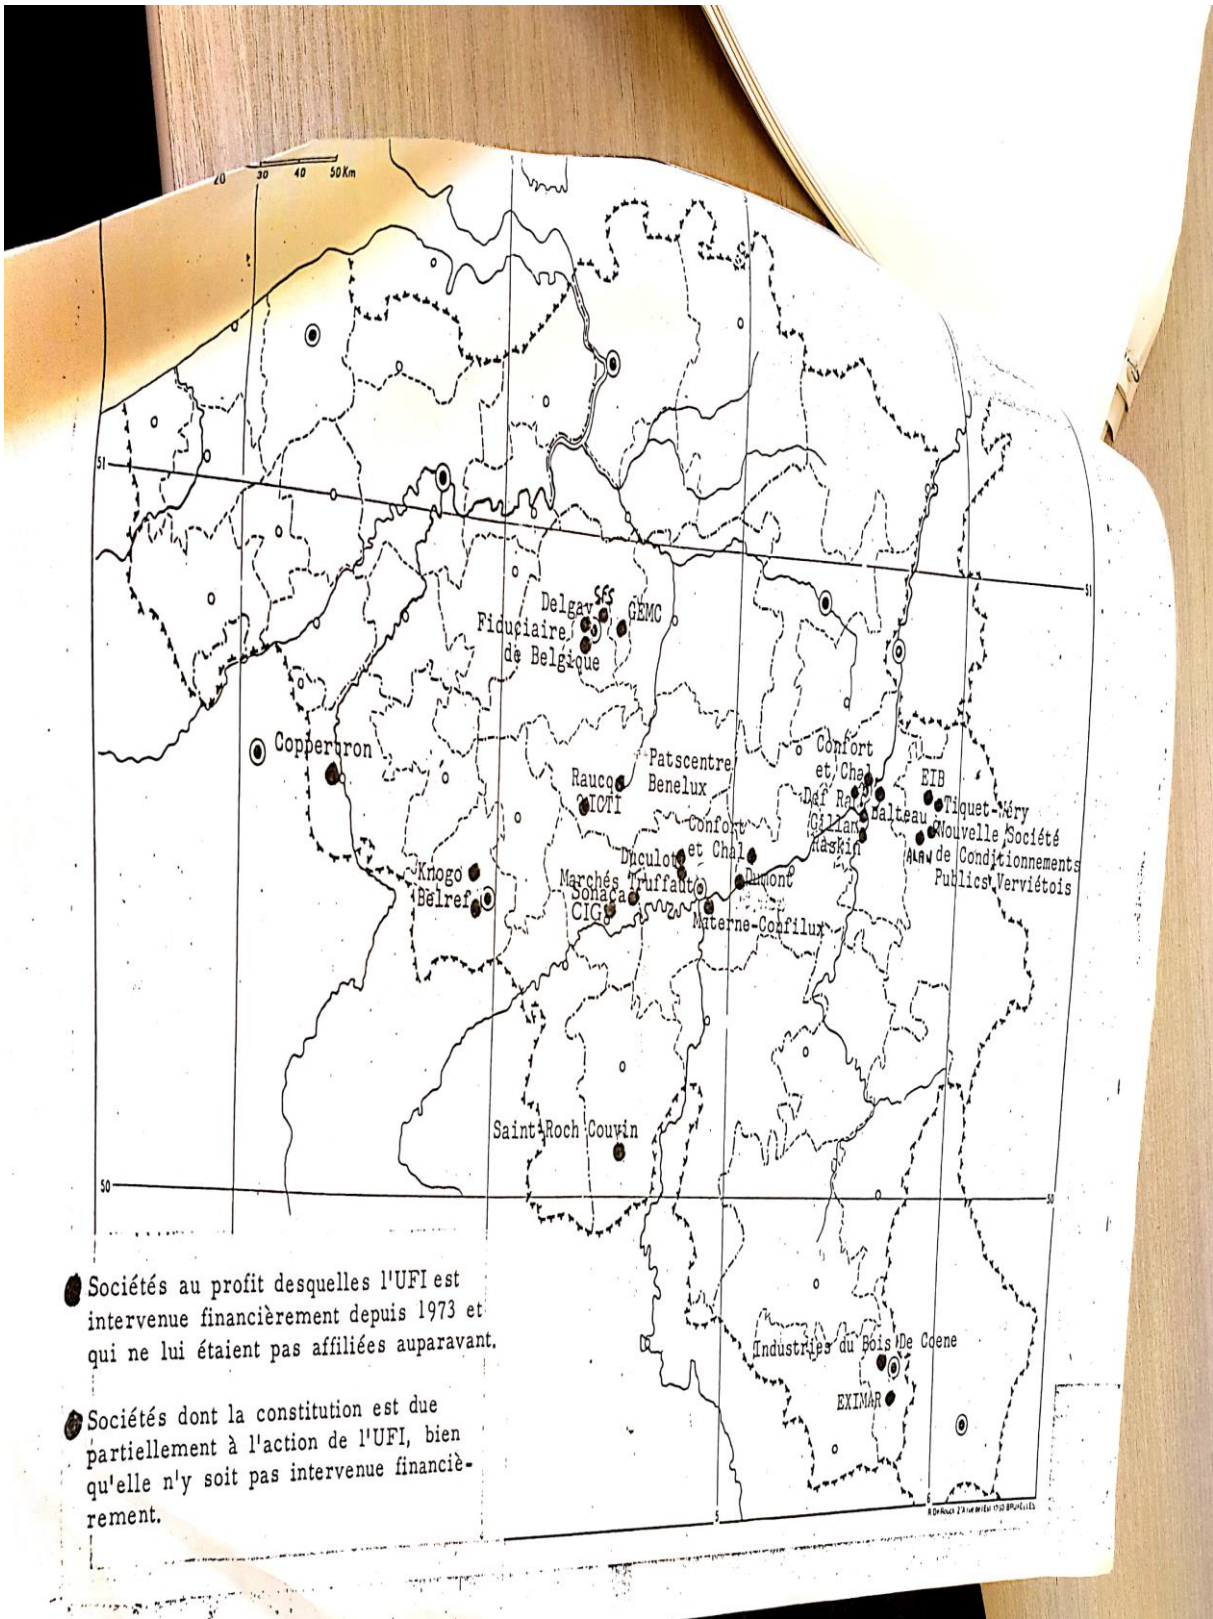 20 30 40 50 Km
51
51
SFS
Delgay
GEMC
Fiduciaire
de Belgique
Coppertron
Patscentre
Benelux
Raucq
ICTI
Confort
et Chal
EIB
Tiquet-Néry
Balteau
Nouvelle Société
de Conditionnements
Publics Verviétois
Gillan
Raskin
Confort
et Chal
Duculot
Dumont
Marchés Truffaut
Sonaca
CIG
Materne-Confilux
Knogo
Belref
Saint-Roch Couvin
50
50
Industries du Bois De Coene
EXIMAR
5
6
Sociétés au profit desquelles l'UFI est
intervenue financièrement depuis 1973 et
qui ne lui étaient pas affiliées auparavant.
Sociétés dont la constitution est due
partiellement à l'action de l'UFI, bien
qu'elle n'y soit pas intervenue financiè-
rement.